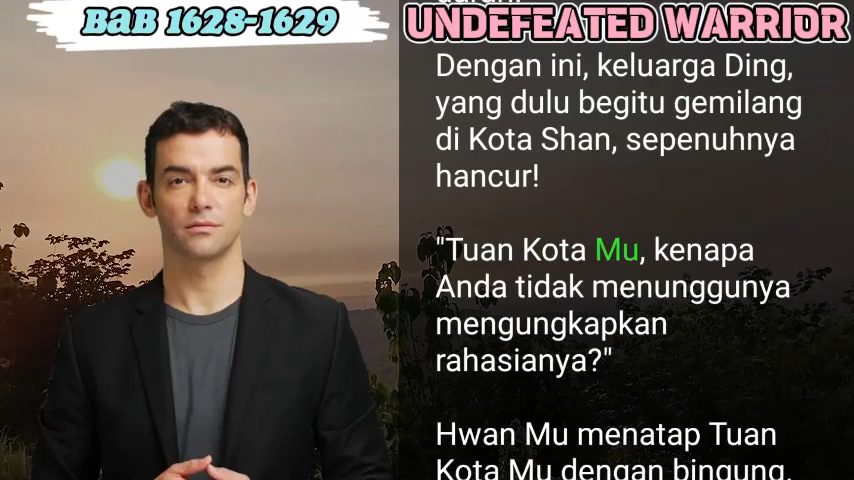 BAB 1628-1629
UNDEFEATED WARRIOR
Dengan ini, keluarga Ding,
yang dulu begitu gemilang
di Kota Shan, sepenuhnya
hancur!
"Tuan Kota Mu, kenapa
Anda tidak menunggunya
mengungkapkan
rahasianya?"
Hwan Mu menatap Tuan
Kota Mu dengan bingung.